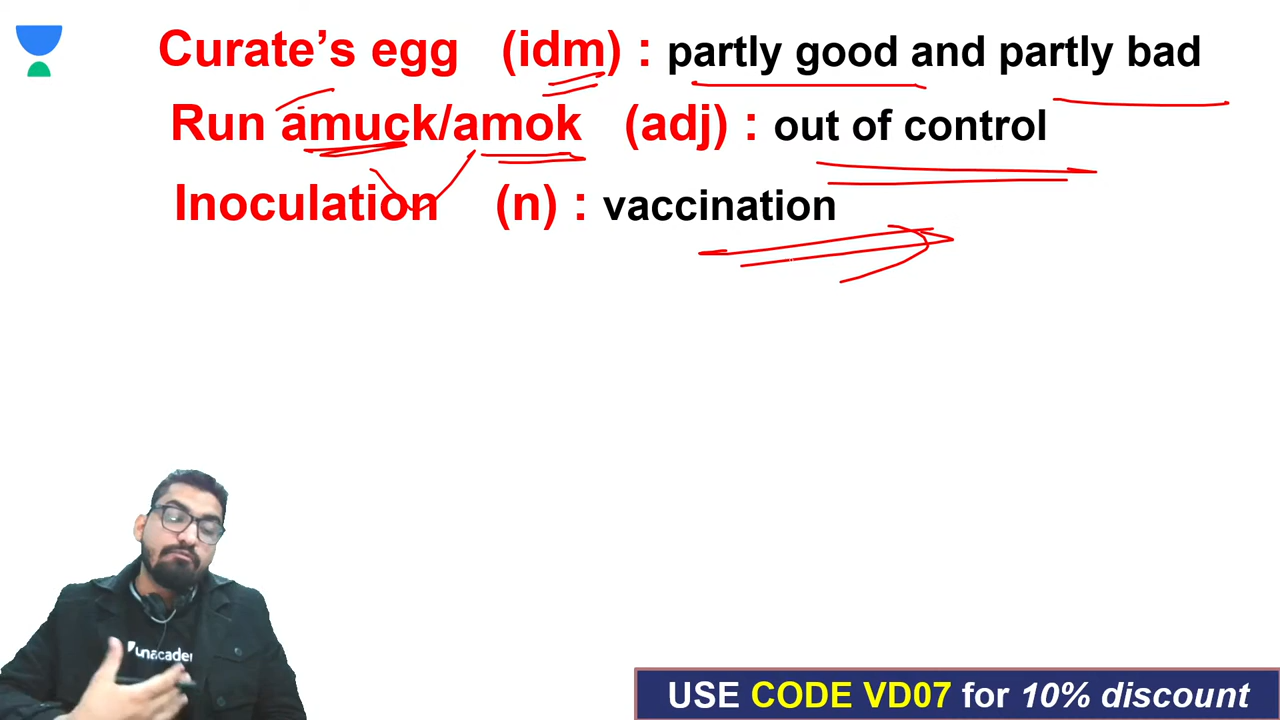 Curate’s egg (idm) : partly good and partly bad
Run amuck/amok (adj) : out of control
Inoculation (n) : vaccination
unacade
USE CODE VD07 for 10% discount